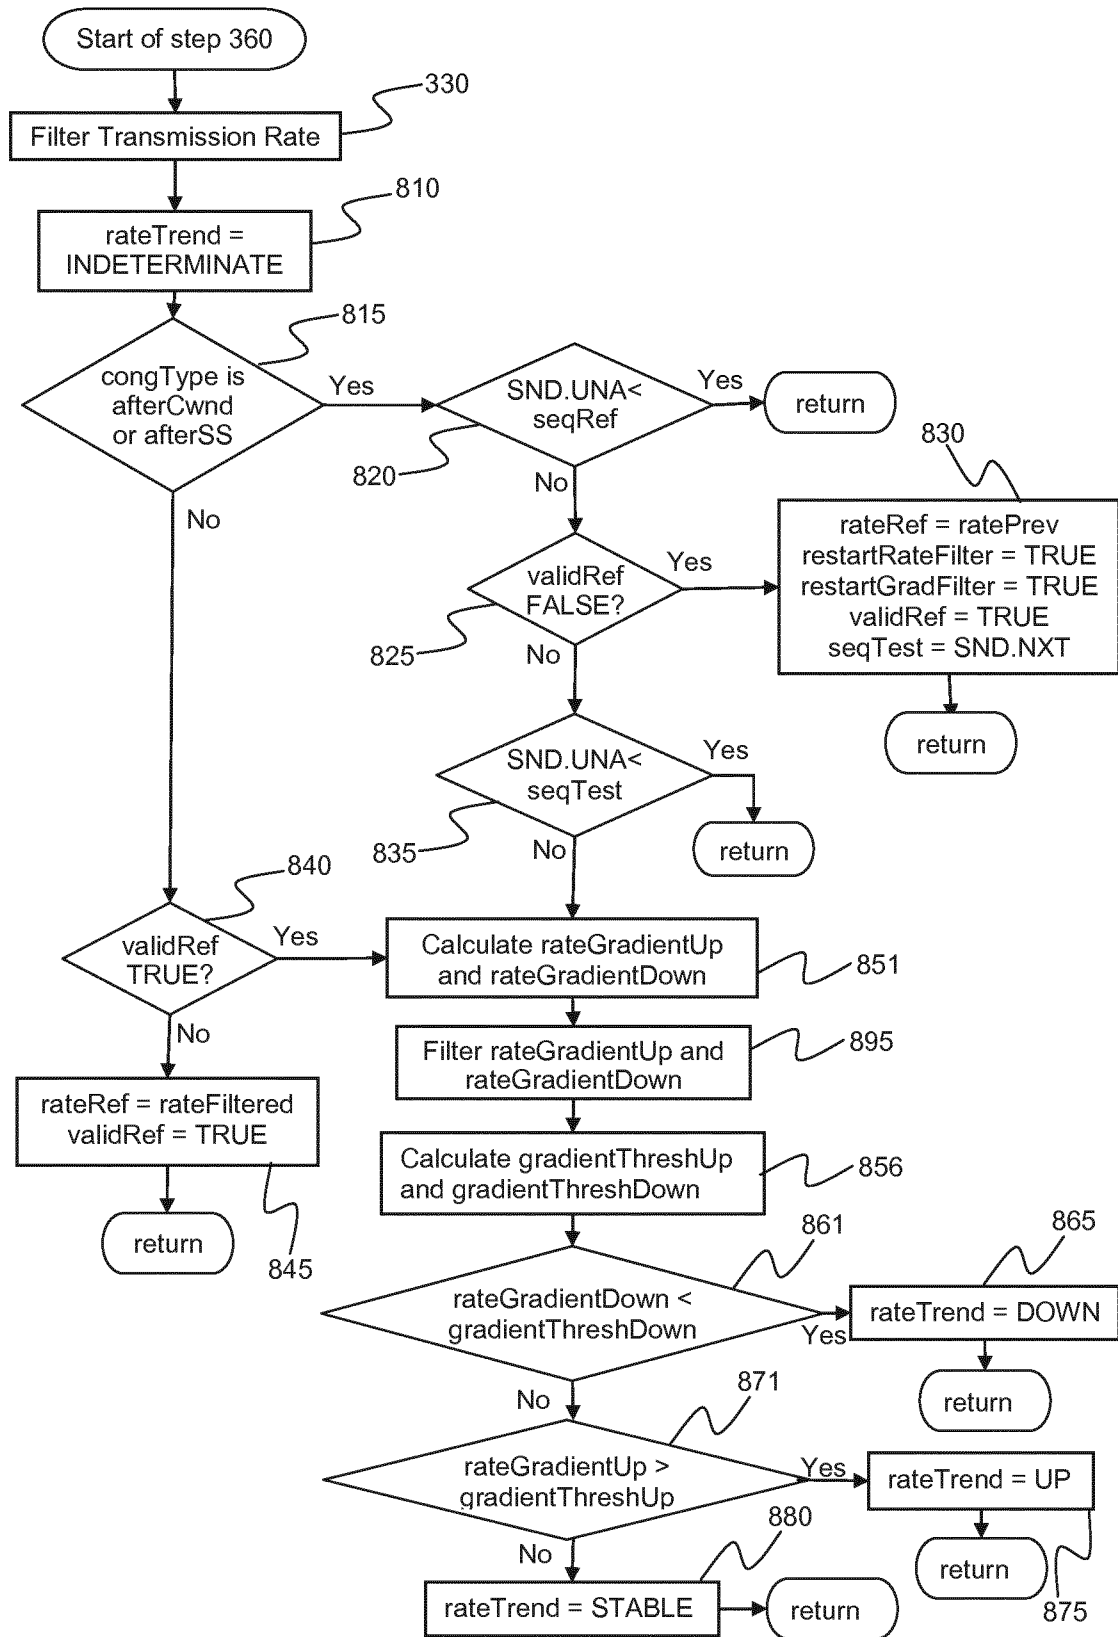 Start of step 360
330
Filter Transmission Rate
810
rateTrend =
INDETERMINATE
815
congType is
afterCwnd
or afterSS
Yes
SND.UNA<
seqRef
Yes
return
820
No
No
830
rateRef = ratePrev
restartRateFilter = TRUE
restartGradFilter = TRUE
validRef = TRUE
seqTest = SND.NXT
return
validRef
FALSE?
Yes
825
No
SND.UNA<
seqTest
Yes
return
835
No
840
validRef
TRUE?
Yes
No
Calculate rateGradientUp
and rateGradientDown
851
Filter rateGradientUp and
rateGradientDown
895
rateRef = rateFiltered
validRef = TRUE
845
return
Calculate gradientThreshUp
and gradientThreshDown
856
861
rateGradientDown <
gradientThreshDown
Yes
865
rateTrend = DOWN
return
No
871
rateGradientUp >
gradientThreshUp
Yes
rateTrend = UP
return
875
No
880
rateTrend = STABLE
return